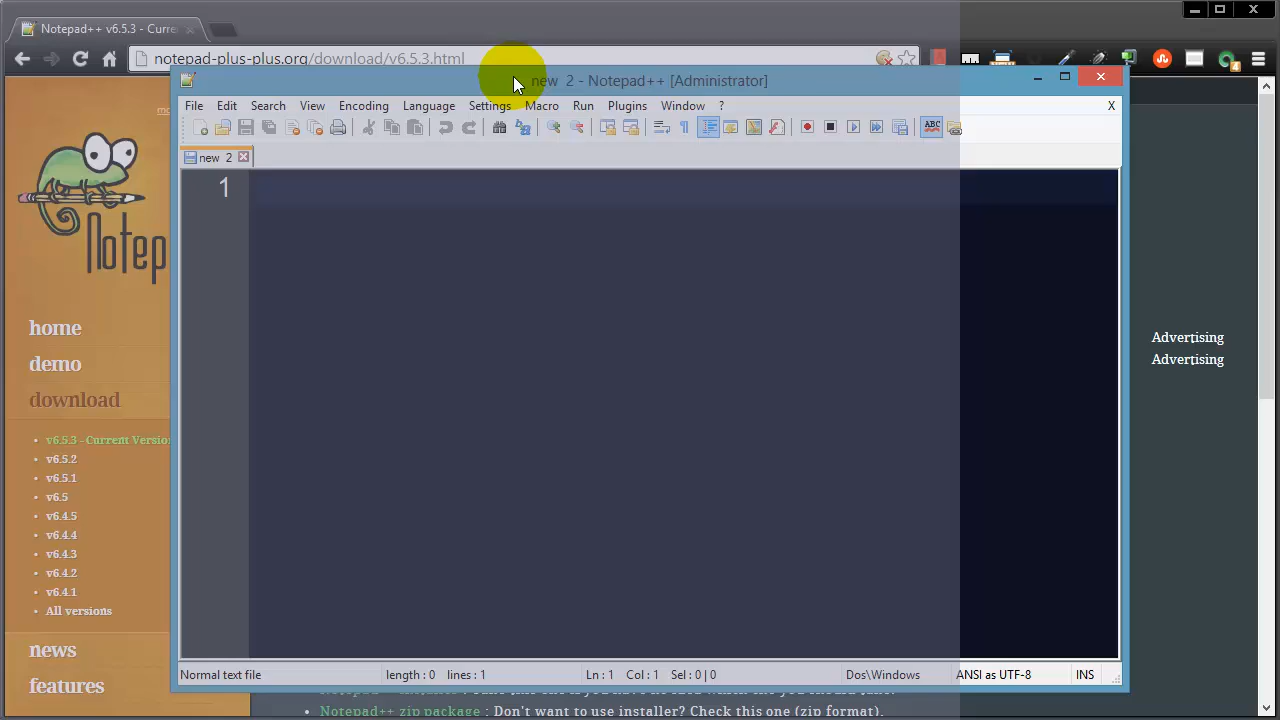 Notepad++ v6.5.3 - Curre
notepad-plus-plus.org/download/v6.5.3.html
new 2 - Notepad++ [Administrator]
File Edit Search View Encoding Language Settings Macro Run Plugins Window ? X
ABC
new 2
1
Notep
home
demo
download
v6.5.3 - Current Versio
v6.5.2
v6.5.1
v6.5
v6.4.5
v6.4.4
v6.4.3
v6.4.2
v6.4.1
All versions
news
features
Advertising
Advertising
4
Normal text file length : 0 lines : 1 Ln : 1 Col : 1 Sel : 0 | 0 Dos\Windows ANSI as UTF-8 INS
Notepad++ zip package : Don't want to use installer? Check this one (zip format).